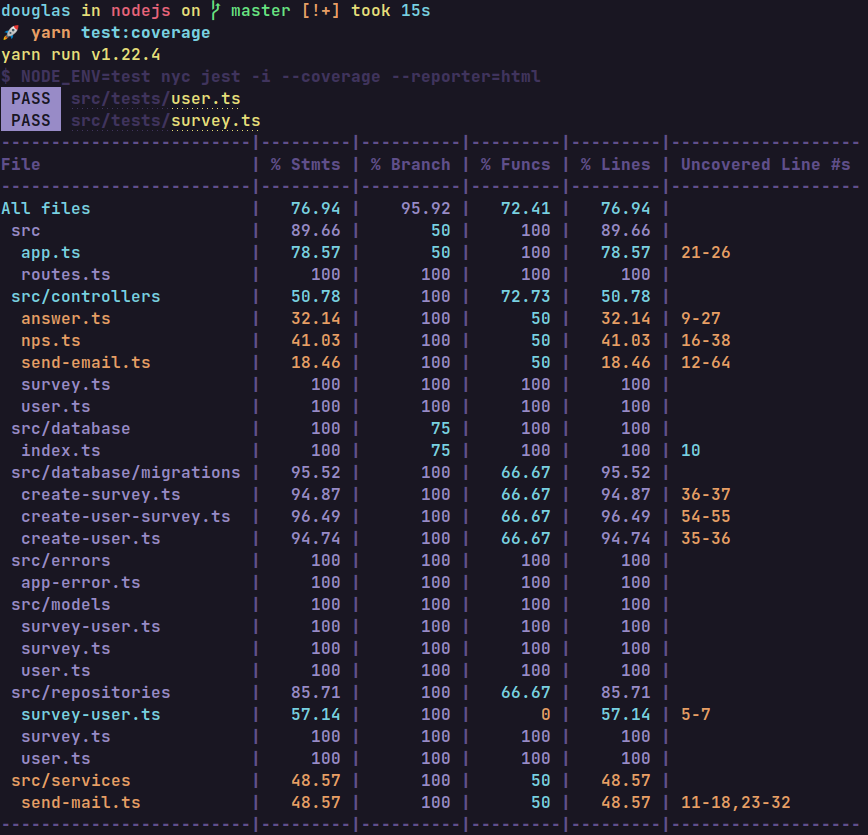 douglas in nodejs on master [!+] took 15s
🚀 yarn test:coverage
yarn run v1.22.4
$ NODE_ENV=test nyc jest -i --coverage --reporter=html
PASS src/tests/user.ts
PASS src/tests/survey.ts
-------------------------|---------|----------|---------|---------|-------------------
File                     | % Stmts | % Branch | % Funcs | % Lines | Uncovered Line #s
-------------------------|---------|----------|---------|---------|-------------------
All files                |   76.94 |    95.92 |   72.41 |   76.94 |
 src                     |   89.66 |       50 |     100 |   89.66 |
  app.ts                 |   78.57 |       50 |     100 |   78.57 | 21-26
  routes.ts              |     100 |      100 |     100 |     100 |
 src/controllers         |   50.78 |      100 |   72.73 |   50.78 |
  answer.ts              |   32.14 |      100 |      50 |   32.14 | 9-27
  nps.ts                 |   41.03 |      100 |      50 |   41.03 | 16-38
  send-email.ts          |   18.46 |      100 |      50 |   18.46 | 12-64
  survey.ts              |     100 |      100 |     100 |     100 |
  user.ts                |     100 |      100 |     100 |     100 |
 src/database            |     100 |       75 |     100 |     100 |
  index.ts               |     100 |       75 |     100 |     100 | 10
 src/database/migrations |   95.52 |      100 |   66.67 |   95.52 |
  create-survey.ts       |   94.87 |      100 |   66.67 |   94.87 | 36-37
  create-user-survey.ts  |   96.49 |      100 |   66.67 |   96.49 | 54-55
  create-user.ts         |   94.74 |      100 |   66.67 |   94.74 | 35-36
 src/errors              |     100 |      100 |     100 |     100 |
  app-error.ts           |     100 |      100 |     100 |     100 |
 src/models              |     100 |      100 |     100 |     100 |
  survey-user.ts         |     100 |      100 |     100 |     100 |
  survey.ts              |     100 |      100 |     100 |     100 |
  user.ts                |     100 |      100 |     100 |     100 |
 src/repositories        |   85.71 |      100 |   66.67 |   85.71 |
  survey-user.ts         |   57.14 |      100 |       0 |   57.14 | 5-7
  survey.ts              |     100 |      100 |     100 |     100 |
  user.ts                |     100 |      100 |     100 |     100 |
 src/services            |   48.57 |      100 |      50 |   48.57 |
  send-mail.ts           |   48.57 |      100 |      50 |   48.57 | 11-18,23-32
-------------------------|---------|----------|---------|---------|-------------------